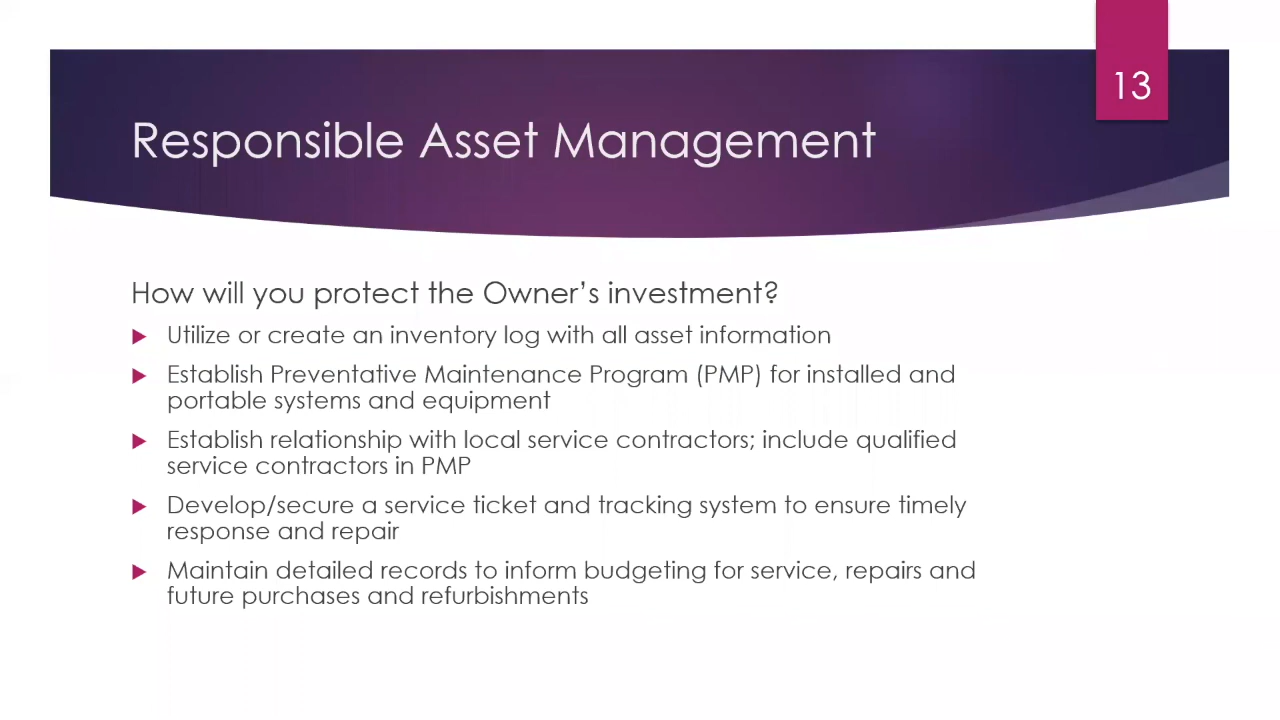 13
Responsible Asset Management
How will you protect the Owner’s investment?
Utilize or create an inventory log with all asset information
Establish Preventative Maintenance Program (PMP) for installed and
portable systems and equipment
Establish relationship with local service contractors; include qualified
service contractors in PMP
Develop/secure a service ticket and tracking system to ensure timely
response and repair
Maintain detailed records to inform budgeting for service, repairs and
future purchases and refurbishments